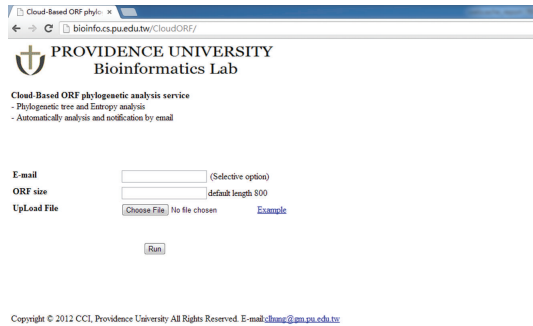 Cloud-Based ORF phylo
bioinfo.cs.pu.edu.tw/CloudORF/
PROVIDENCE UNIVERSITY
Bioinformatics Lab
Cloud-Based ORF phylogenetic analysis service
- Phylogenetic tree and Entropy analysis
- Automatically analysis and notification by email
E-mail (Selective option)
ORF size default length 800
UpLoad File Choose File No file chosen Example
Run
Copyright © 2012 CCI, Providence University All Rights Reserved. E-mail:clhung@gm.pu.edu.tw